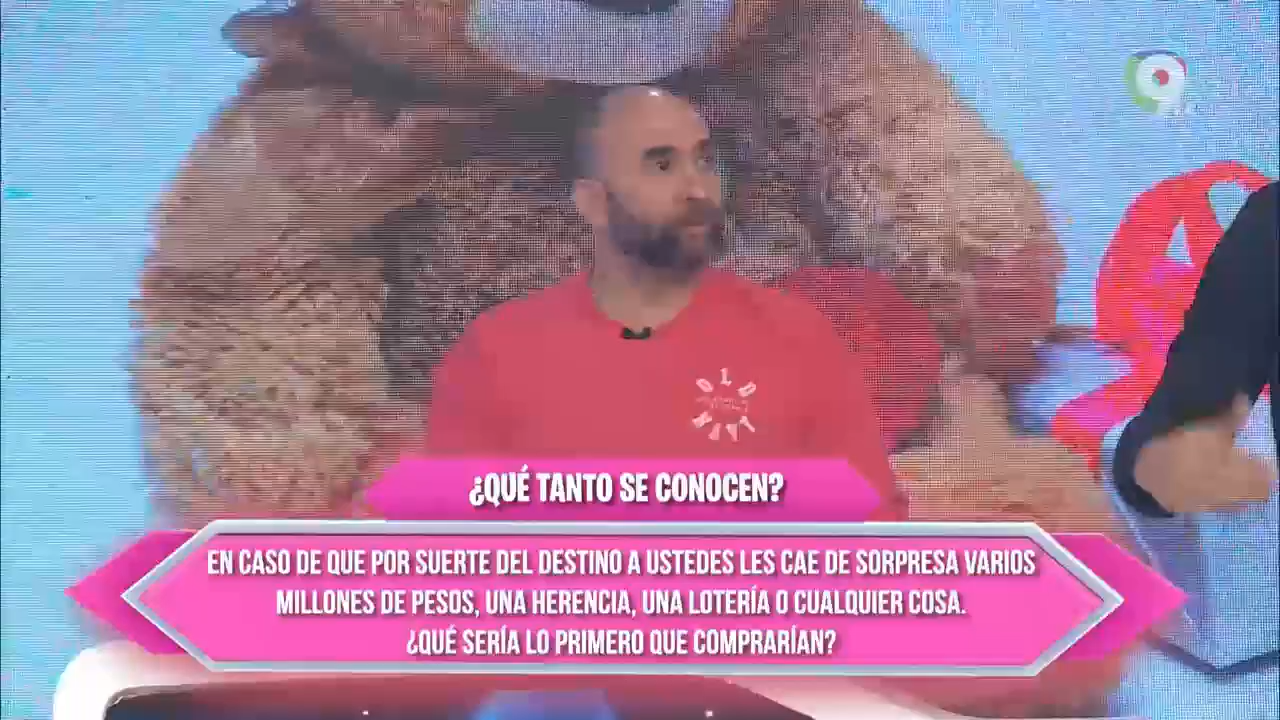 OLD
¿QUÉ TANTO SE CONOCEN?
EN CASO DE QUE POR SUERTE DEL DESTINO A USTEDES LES CAE DE SORPRESA VARIOS
MILLONES DE PESOS, UNA HERENCIA, UNA LOTERÍA O CUALQUIER COSA.
¿QUÉ SERÍA LO PRIMERO QUE COMPRARÍAN?